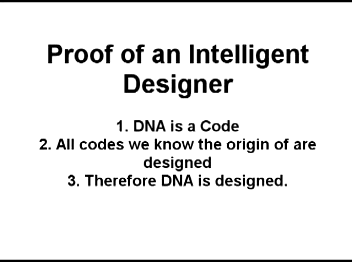 Proof of an Intelligent
Designer
1. DNA is a Code
2. All codes we know the origin of are
designed
3. Therefore DNA is designed.